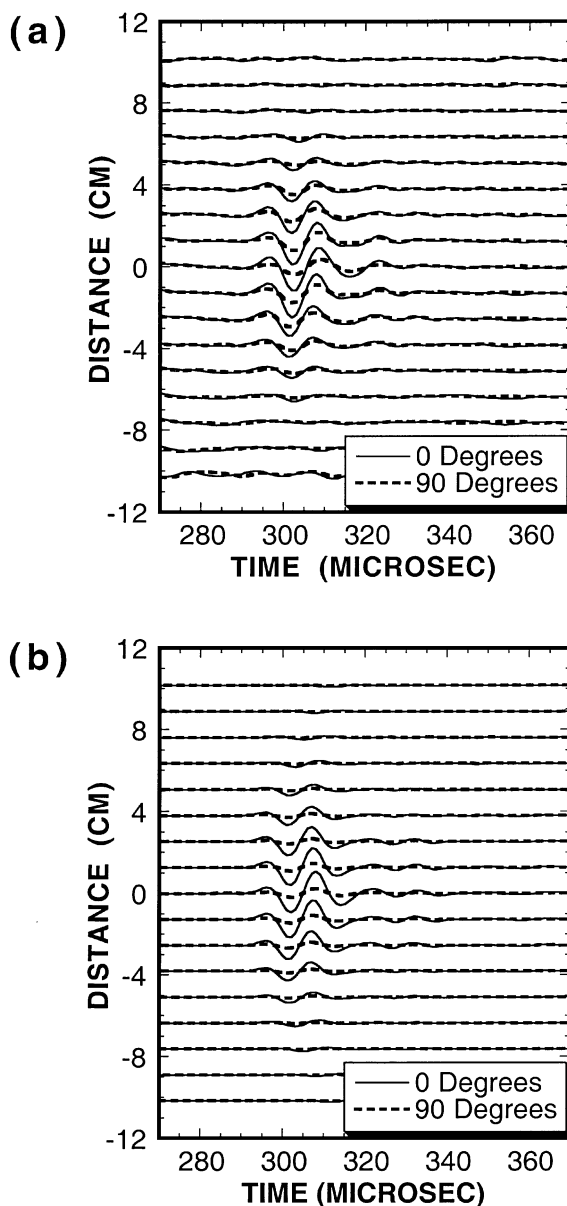 (a)
12
8
4
0
-4
-8
-12
DISTANCE (CM)
0 Degrees
90 Degrees
280 300 320 340 360
TIME (MICROSEC)
(b)
12
8
4
0
-4
-8
-12
DISTANCE (CM)
0 Degrees
90 Degrees
280 300 320 340 360
TIME (MICROSEC)